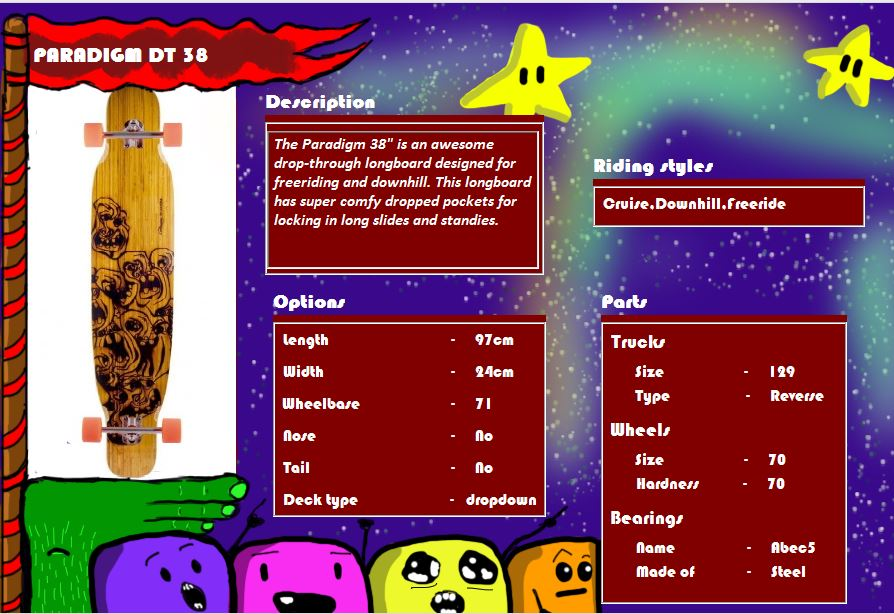 PARADIGM DT 38
Description
The Paradigm 38" is an awesome
drop-through longboard designed for
freeriding and downhill. This longboard
has super comfy dropped pockets for
locking in long slides and standies.
Riding styles
Cruise,Downhill,Freeride
Options
Length - 97cm
Width - 24cm
Wheelbase - 71
Nose - No
Tail - No
Deck type - dropdown
Parts
Trucks
Size - 129
Type - Reverse
Wheels
Size - 70
Hardness - 70
Bearings
Name - Abec5
Made of - Steel